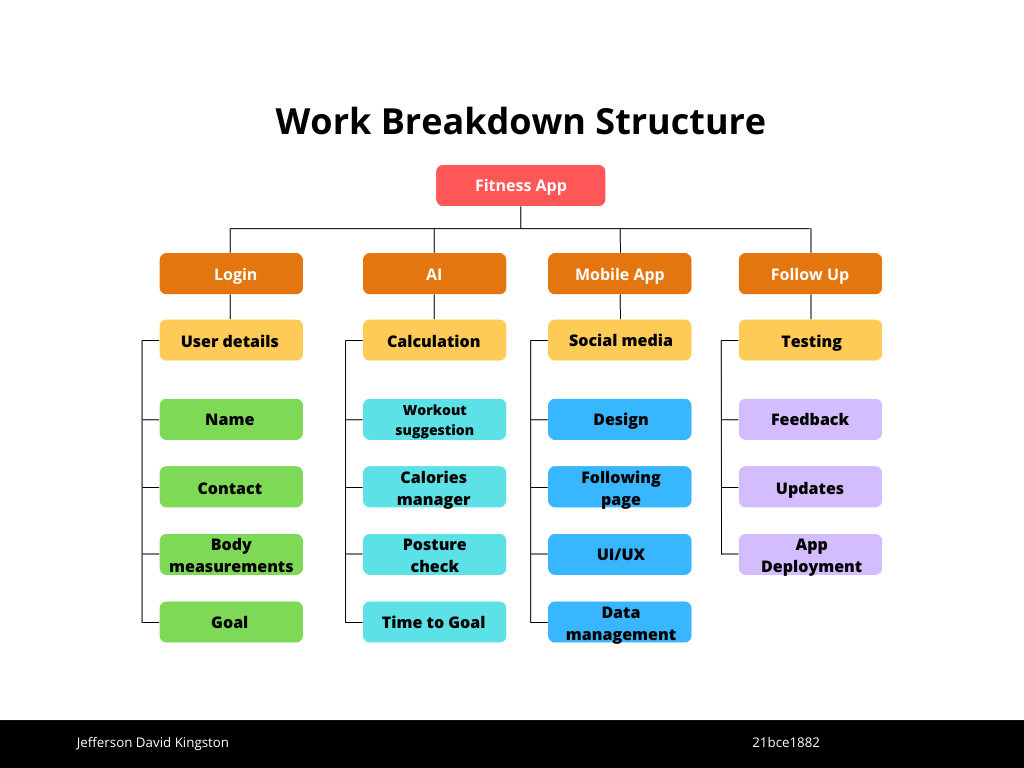 Work Breakdown Structure
Fitness App
Login
AI
Mobile App
Follow Up
User details
Calculation
Social media
Testing
Name
Workout
suggestion
Design
Feedback
Contact
Calories
manager
Following
page
Updates
Body
measurements
Posture
check
UI/UX
App
Deployment
Goal
Time to Goal
Data
management
Jefferson David Kingston
21bce1882